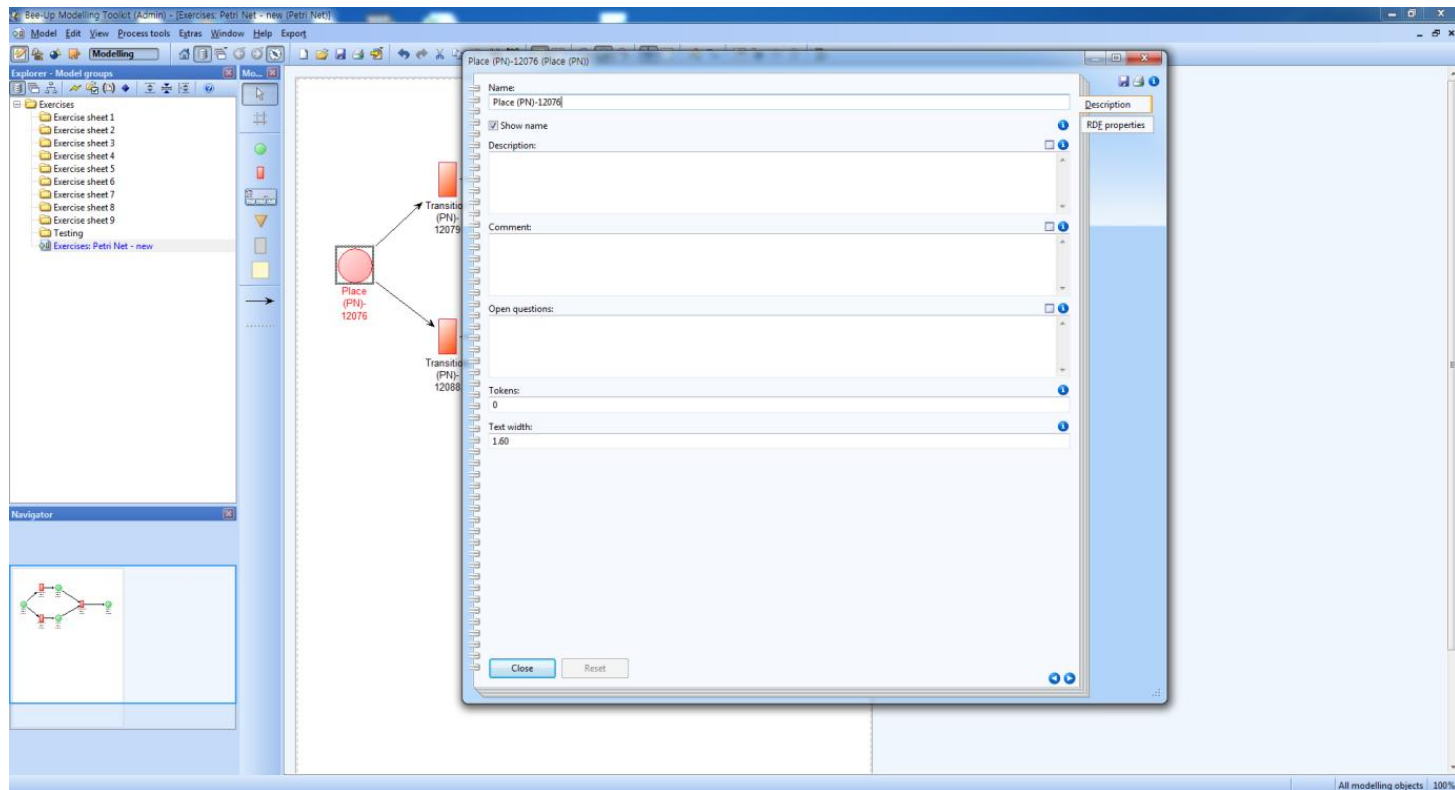 Bee-Up Modelling Toolkit (Admin) - [Exercises: Petri Net - new (Petri Net)]
Model Edit View Process tools Extras Window Help Export
Modelling
Explorer - Model groups
Mo...
Exercises
Exercise sheet 1
Exercise sheet 2
Exercise sheet 3
Exercise sheet 4
Exercise sheet 5
Exercise sheet 6
Exercise sheet 7
Exercise sheet 8
Exercise sheet 9
Testing
Exercises: Petri Net - new
Navigator
Transitio
(PN)-
12079
Place
(PN)-
12076
Transitio
(PN)-
12088
Place (PN)-12076 (Place (PN))
Name:
Place (PN)-12076
Show name
Description:
Comment:
Open questions:
Tokens:
0
Text width:
1.60
Close
Reset
Description
RDF properties
All modelling objects 100%